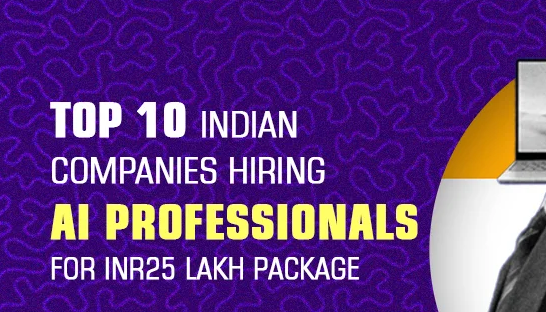 TOP 10 INDIAN
COMPANIES HIRING
AI PROFESSIONALS
FOR INR25 LAKH PACKAGE